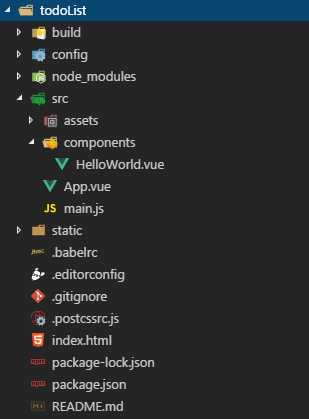 todoList
build
config
node_modules
src
assets
components
HelloWorld.vue
App.vue
JS main.js
static
.babelrc
.editorconfig
.gitignore
.postcssrc.js
index.html
package-lock.json
package.json
README.md